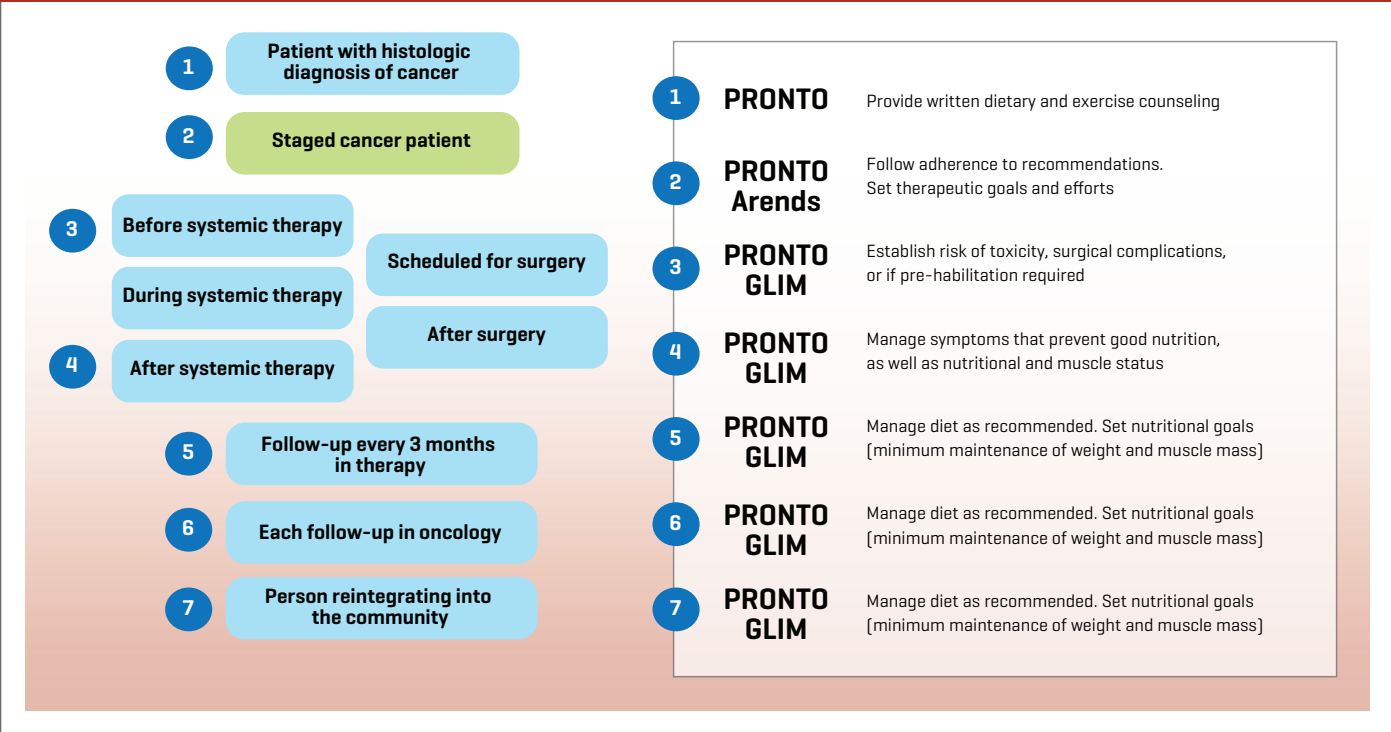 1
Patient with histologic
diagnosis of cancer
2
Staged cancer patient
3
Before systemic therapy
Scheduled for surgery
During systemic therapy
After surgery
4
After systemic therapy
5
Follow-up every 3 months
in therapy
6
Each follow-up in oncology
7
Person reintegrating into
the community
1
PRONTO
Provide written dietary and exercise counseling
2
PRONTO
Arends
Follow adherence to recommendations.
Set therapeutic goals and efforts
3
PRONTO
GLIM
Establish risk of toxicity, surgical complications,
or if pre-habilitation required
4
PRONTO
GLIM
Manage symptoms that prevent good nutrition,
as well as nutritional and muscle status
5
PRONTO
GLIM
Manage diet as recommended. Set nutritional goals
(minimum maintenance of weight and muscle mass)
6
PRONTO
GLIM
Manage diet as recommended. Set nutritional goals
(minimum maintenance of weight and muscle mass)
7
PRONTO
GLIM
Manage diet as recommended. Set nutritional goals
(minimum maintenance of weight and muscle mass)